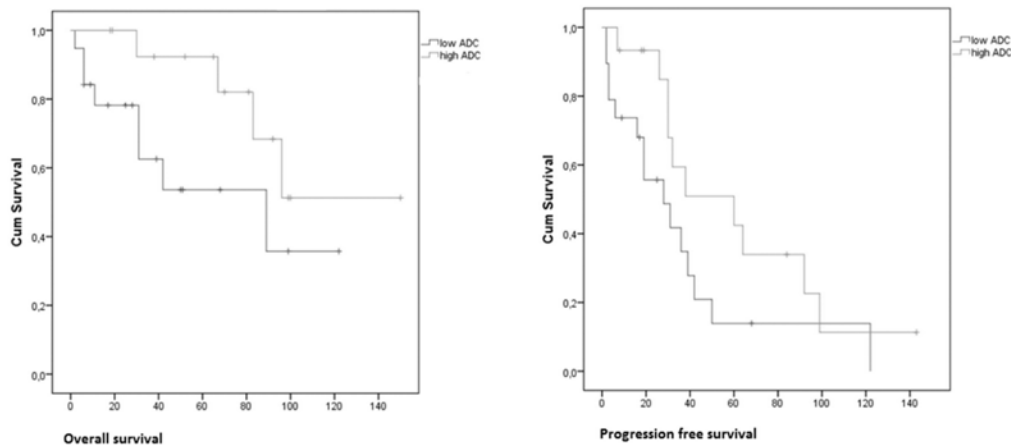 1,0
0,8
0,6
0,4
0,2
0,0
Cum Survival
0 20 40 60 80 100 120 140
Overall survival
low ADC
high ADC
1,0
0,8
0,6
0,4
0,2
0,0
Cum Survival
0 20 40 60 80 100 120 140
Progression free survival
low ADC
high ADC